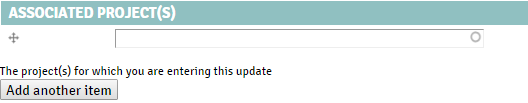 ASSOCIATED PROJECT(S)
The project(s) for which you are entering this update
Add another item